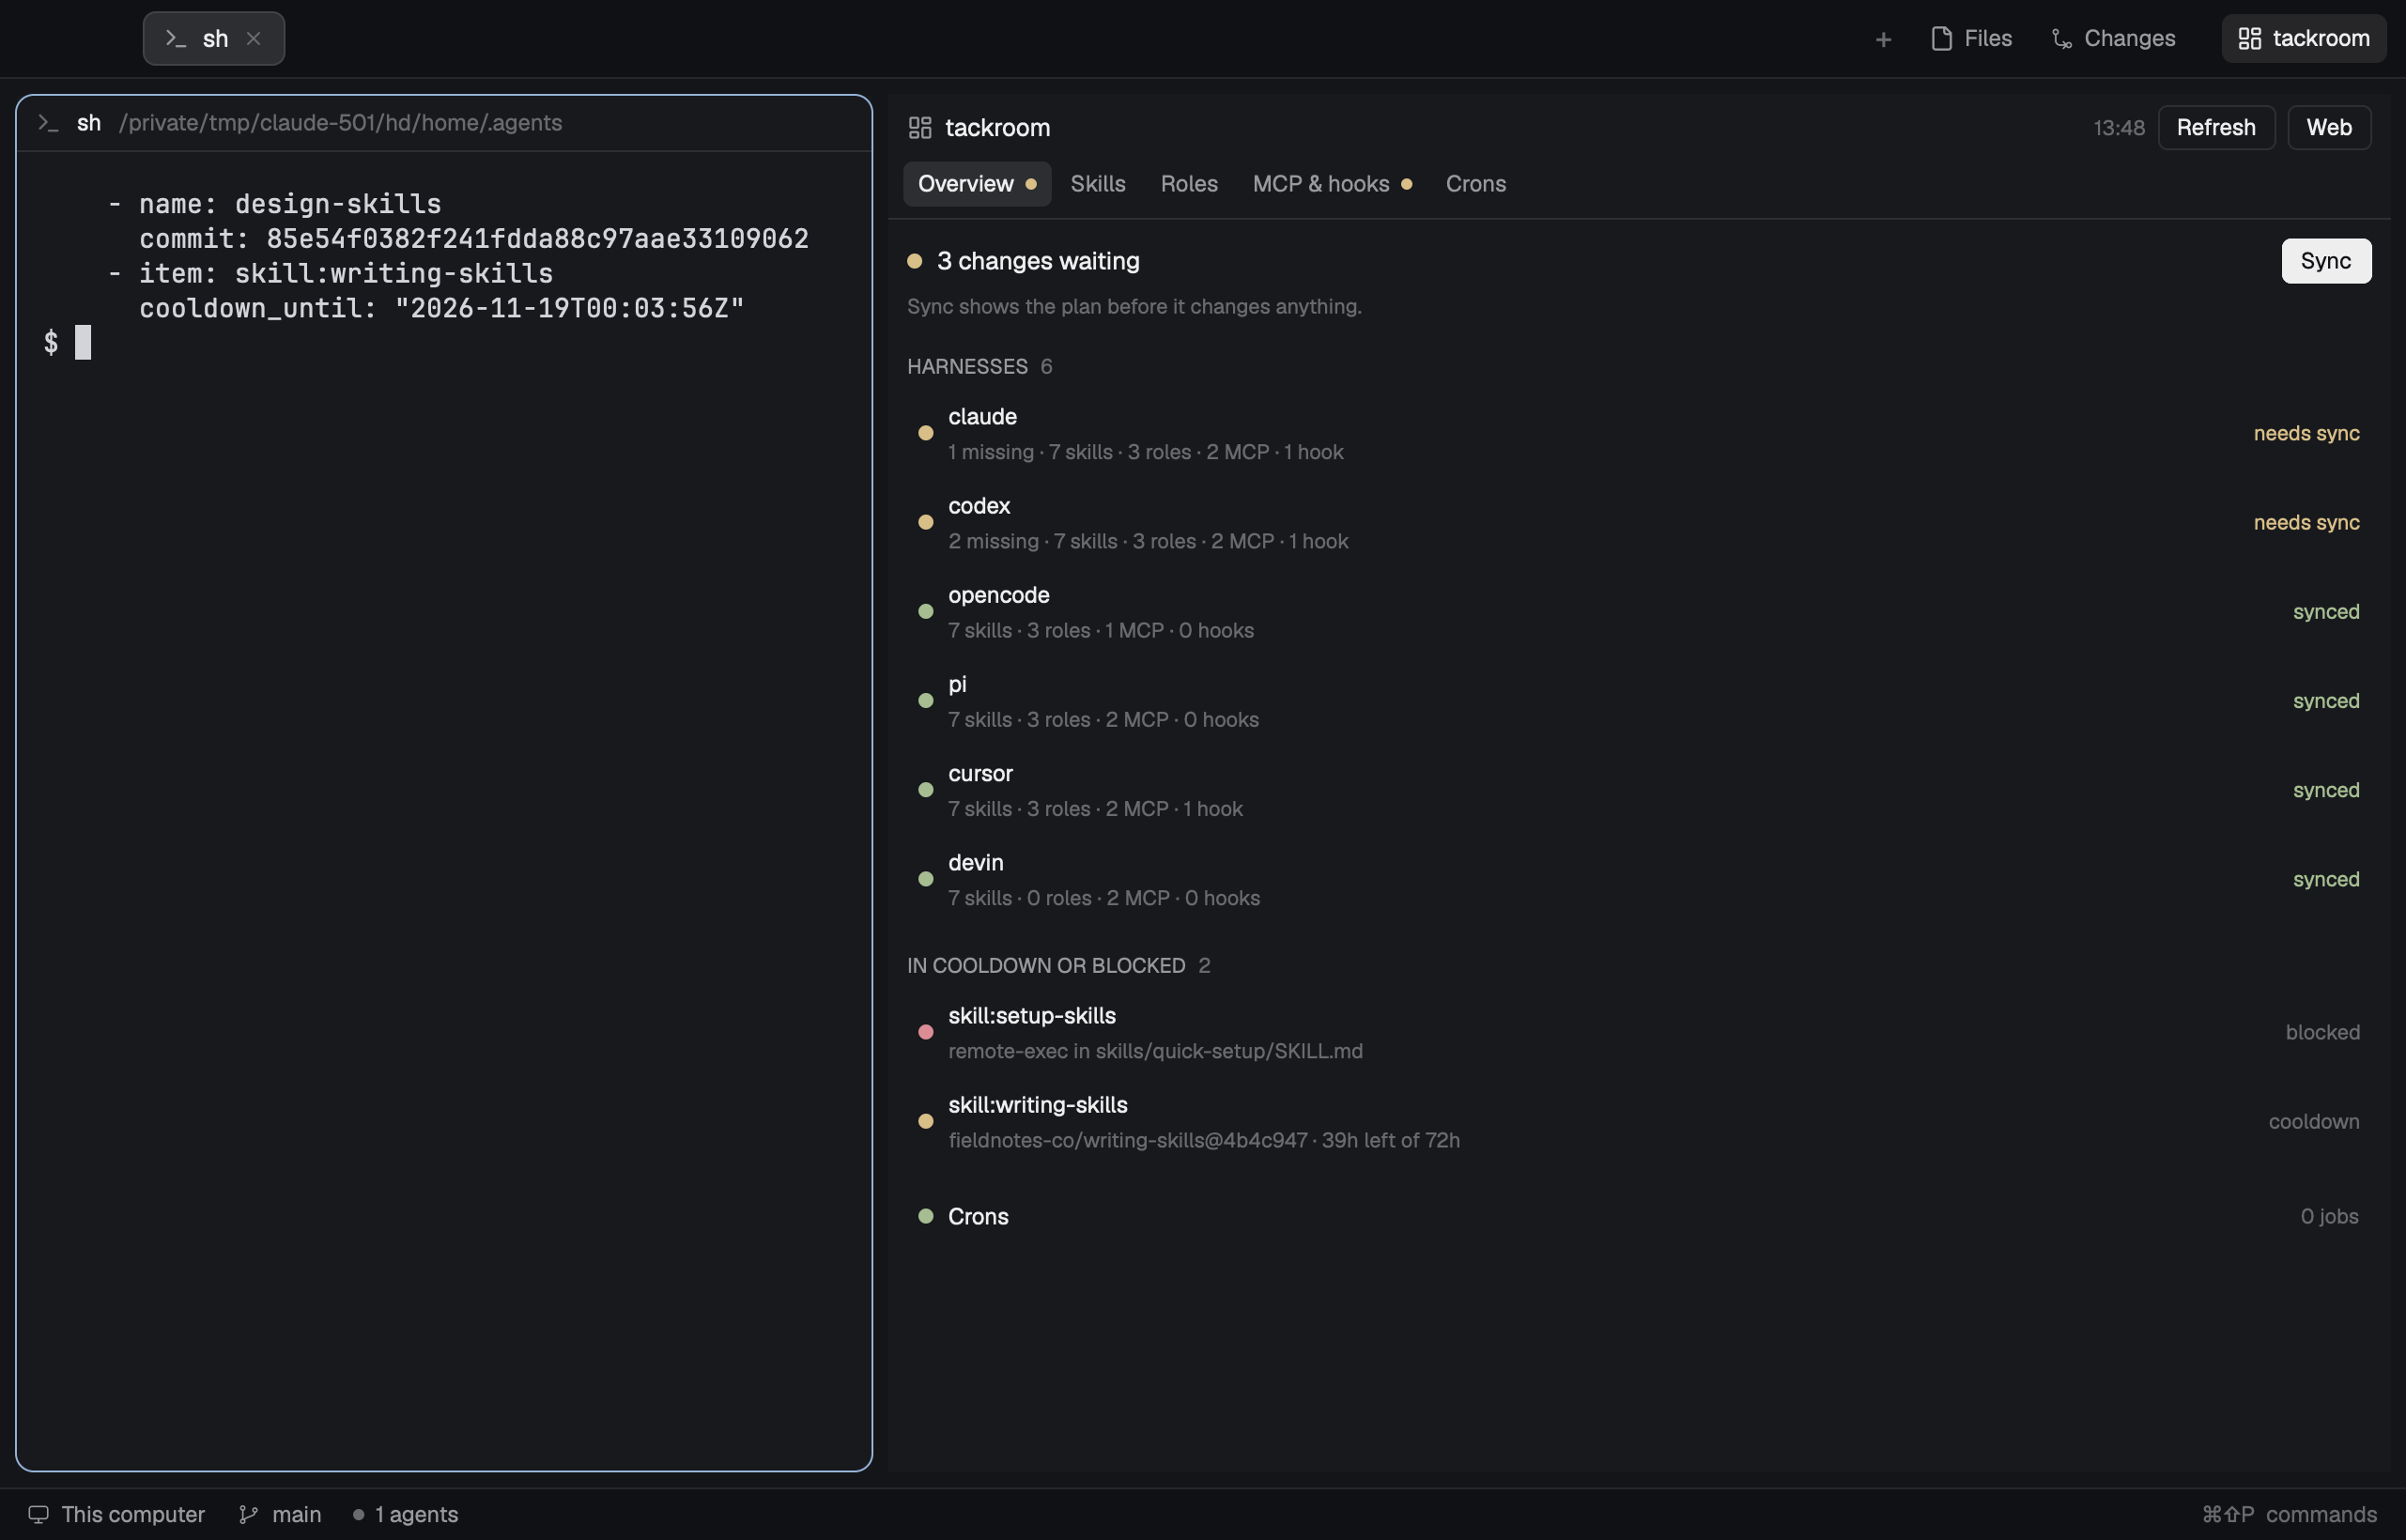 sh
Files
Changes
tackroom
sh /private/tmp/claude-501/hd/home/.agents
- name: design-skills
commit: 85e54f0382f241fdda88c97aae33109062
- item: skill:writing-skills
cooldown_until: "2026-11-19T00:03:56Z"
$
tackroom
13:48
Refresh
Web
Overview
Skills
Roles
MCP & hooks
Crons
3 changes waiting
Sync
Sync shows the plan before it changes anything.
HARNESSES 6
claude
1 missing · 7 skills · 3 roles · 2 MCP · 1 hook
needs sync
codex
2 missing · 7 skills · 3 roles · 2 MCP · 1 hook
needs sync
opencode
7 skills · 3 roles · 1 MCP · 0 hooks
synced
pi
7 skills · 3 roles · 2 MCP · 0 hooks
synced
cursor
7 skills · 3 roles · 2 MCP · 1 hook
synced
devin
7 skills · 0 roles · 2 MCP · 0 hooks
synced
IN COOLDOWN OR BLOCKED 2
skill:setup-skills
remote-exec in skills/quick-setup/SKILL.md
blocked
skill:writing-skills
fieldnotes-co/writing-skills@4b4c947 · 39h left of 72h
cooldown
Crons
0 jobs
This computer
main
1 agents
⌘⇧P commands